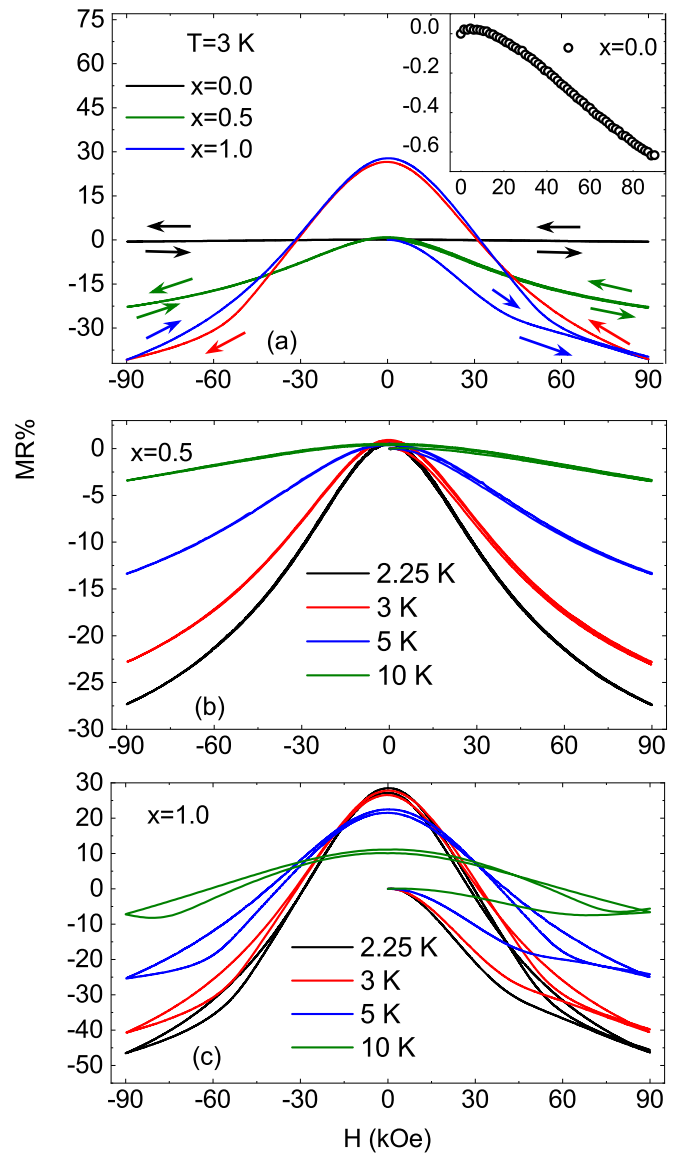 75
60
45
30
15
0
-15
-30
T=3 K
x=0.0
x=0.5
x=1.0
0.0
-0.2
-0.4
-0.6
x=0.0
0 20 40 60 80
(a)
-90 -60 -30 0 30 60 90
MR%
0
-5
-10
-15
-20
-25
-30
x=0.5
2.25 K
3 K
5 K
10 K
(b)
-90 -60 -30 0 30 60 90
30
20
10
0
-10
-20
-30
-40
-50
x=1.0
2.25 K
3 K
5 K
10 K
(c)
-90 -60 -30 0 30 60 90
H (kOe)